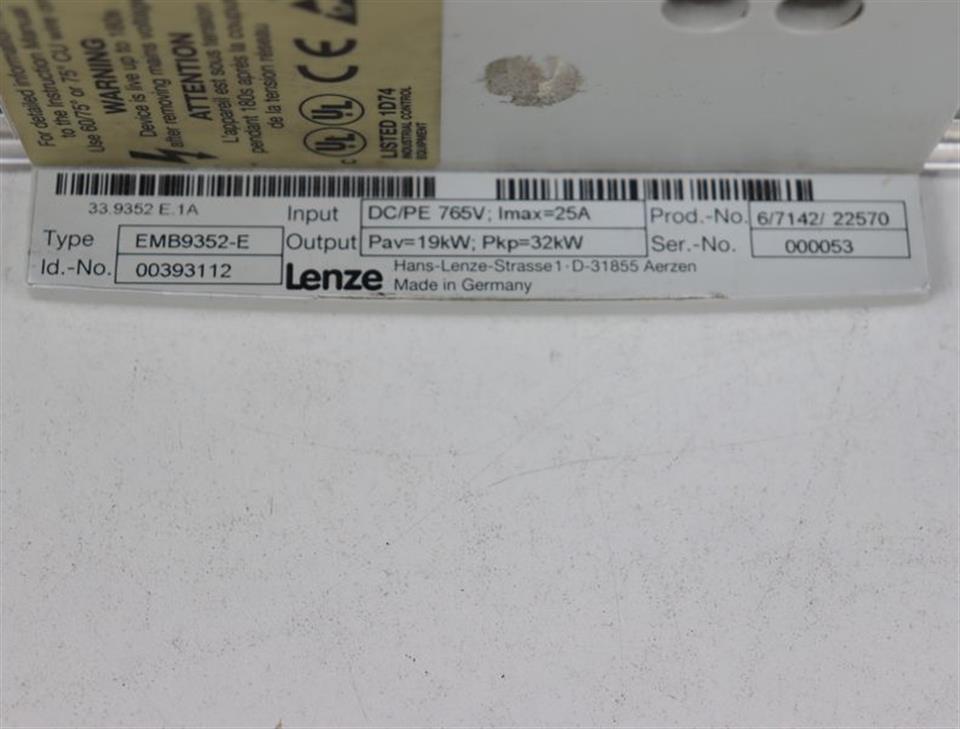 For detailed information
to the Instruction Manual
Use 60/75° or 75° CU wire
WARNING
Device is live up to 180s
after removing mains voltage
ATTENTION
L'appareil est sous tension
pendant 180s après la coupure
de la tension réseau
C UL UL CE
LISTED 1D74
INDUSTRIAL CONTROL
EQUIPMENT
33.9352 E.1A
Input DC/PE 765V; Imax=25A Prod.-No. 6/7142/ 22570
Type EMB9352-E Output Pav=19kW; Pkp=32kW Ser.-No. 000053
Id.-No. 00393112 Lenze Hans-Lenze-Strasse1·D-31855 Aerzen
Made in Germany